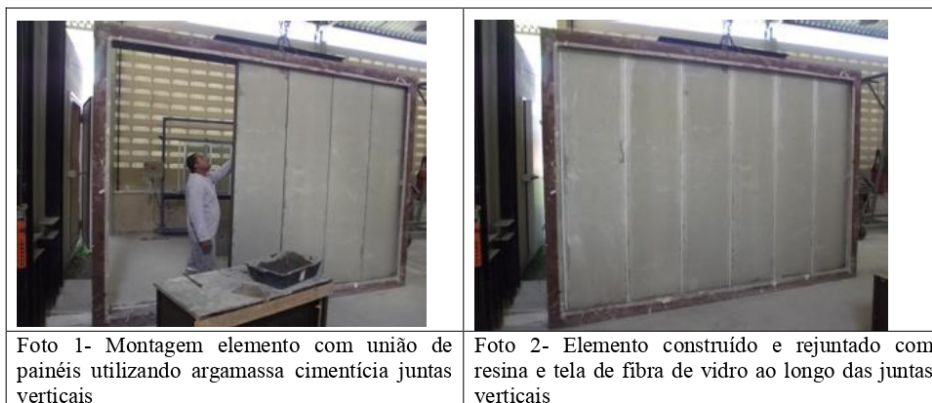 Foto 1- Montagem elemento com união de
painéis utilizando argamassa cimentícia juntas
verticais
Foto 2- Elemento construído e rejuntado com
resina e tela de fibra de vidro ao longo das juntas
verticais